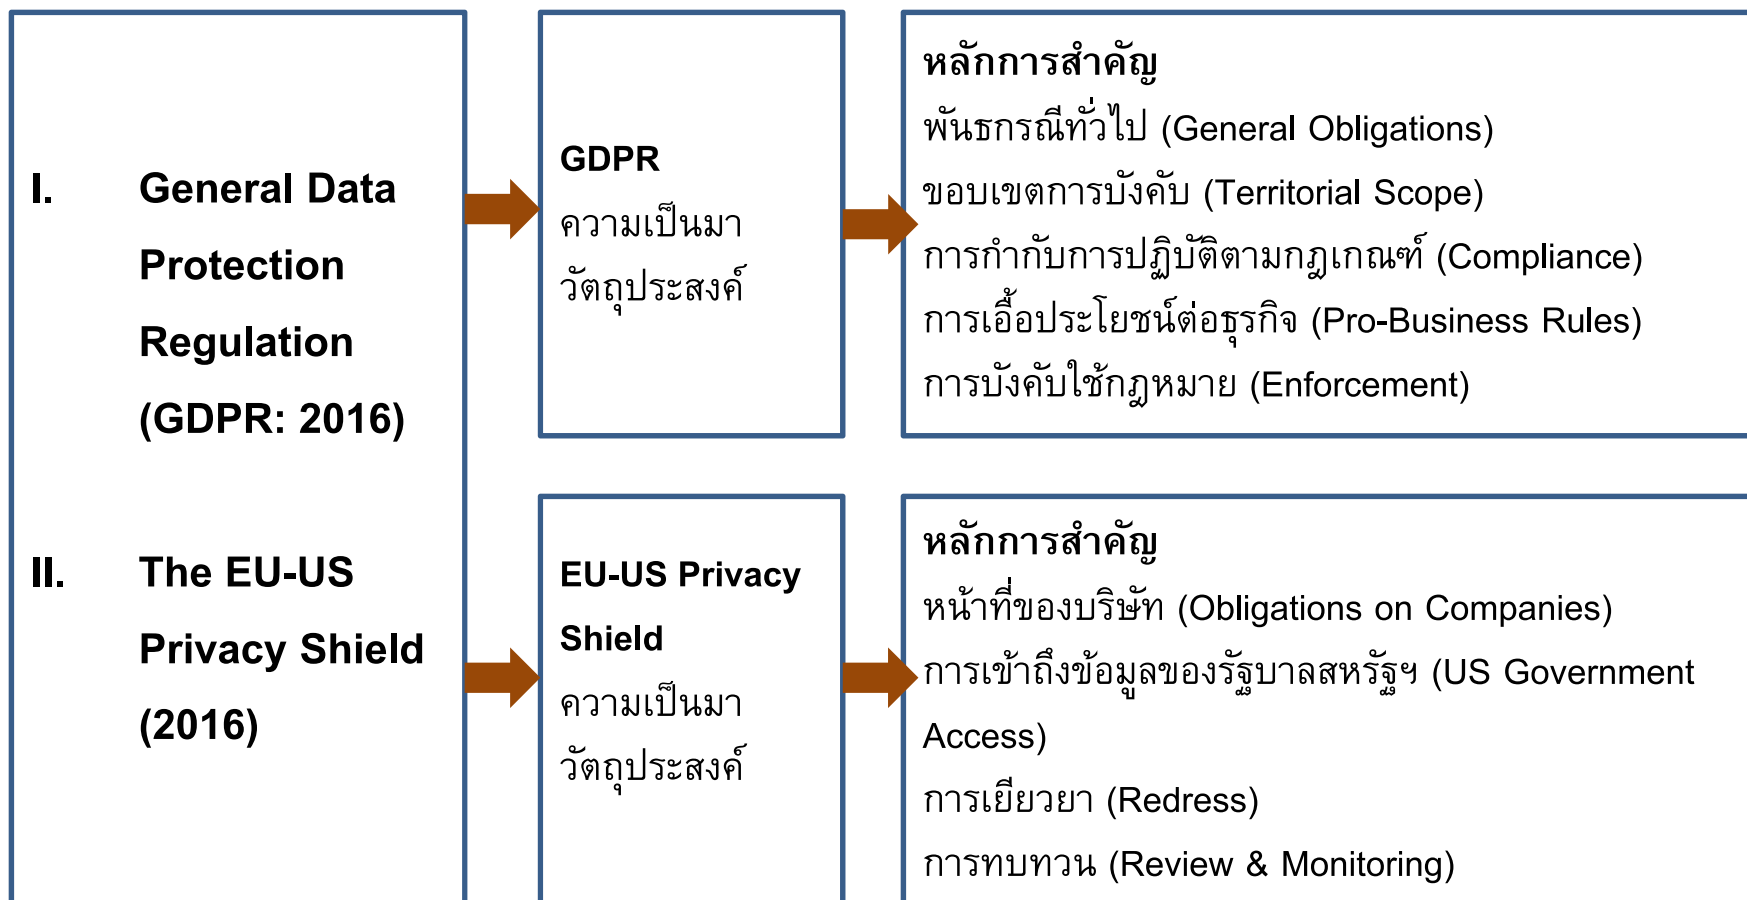 I. General Data
Protection
Regulation
(GDPR: 2016)
II. The EU-US
Privacy Shield
(2016)
GDPR
ความเป็นมา
วัตถุประสงค์
หลักการสำคัญ
พันธกรณีทั่วไป (General Obligations)
ขอบเขตการบังคับ (Territorial Scope)
การกำกับการปฏิบัติตามกฎเกณฑ์ (Compliance)
การเอื้อประโยชน์ต่อธุรกิจ (Pro-Business Rules)
การบังคับใช้กฎหมาย (Enforcement)
EU-US Privacy
Shield
ความเป็นมา
วัตถุประสงค์
หลักการสำคัญ
หน้าที่ของบริษัท (Obligations on Companies)
การเข้าถึงข้อมูลของรัฐบาลสหรัฐฯ (US Government
Access)
การเยียวยา (Redress)
การทบทวน (Review & Monitoring)